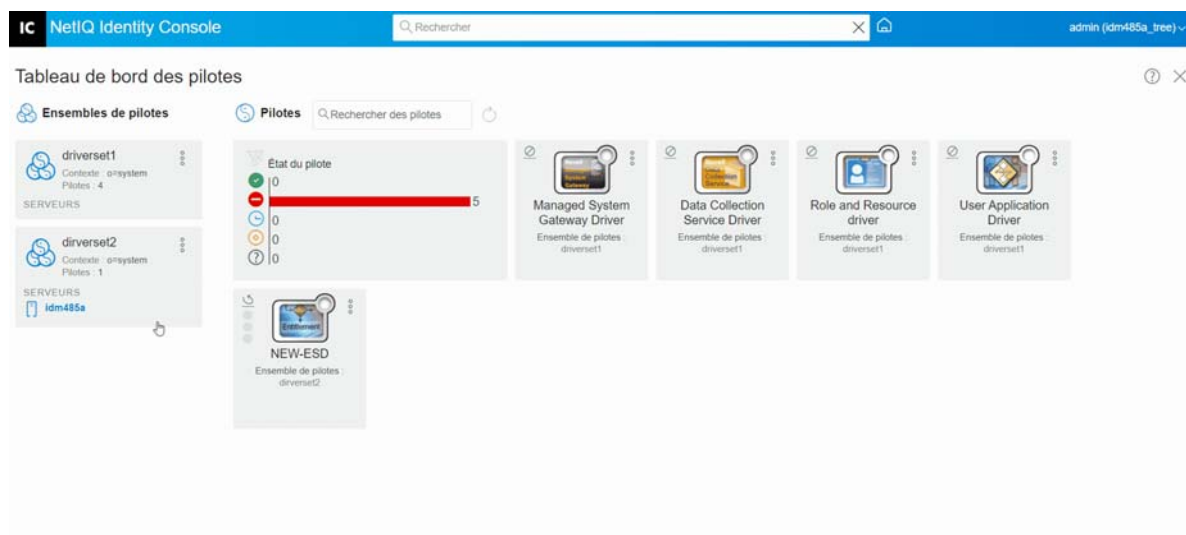 IC NetIQ Identity Console
Rechercher
admin (idm485a_tree)
Tableau de bord des pilotes
Ensembles de pilotes
Pilotes
Rechercher des pilotes
driverset1
Contexte : o=system
Pilotes : 4
SERVEURS
dirverset2
Contexte : o=system
Pilotes : 1
SERVEURS
idm485a
État du pilote
0
5
0
0
0
Managed System
Gateway Driver
Ensemble de pilotes :
driverset1
Data Collection
Service Driver
Ensemble de pilotes :
driverset1
Role and Resource
driver
Ensemble de pilotes :
driverset1
User Application
Driver
Ensemble de pilotes :
driverset1
Entitlement
NEW-ESD
Ensemble de pilotes :
dirverset2